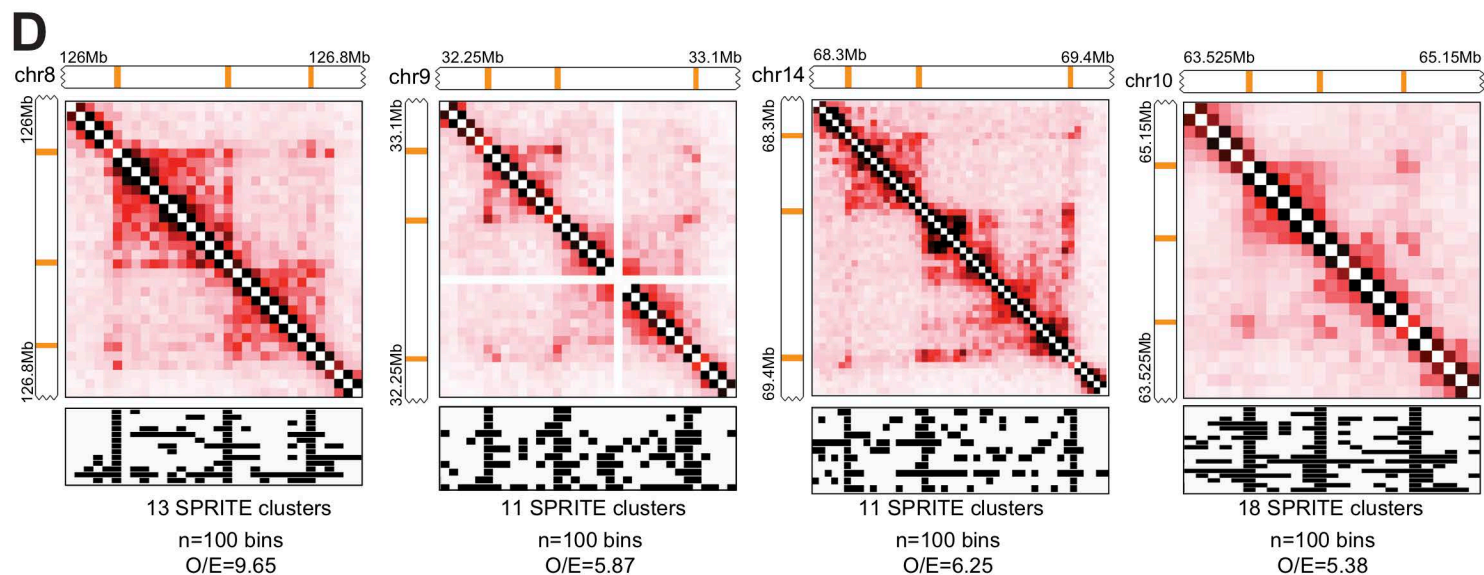 D
126Mb 126.8Mb
chr8
126Mb
126.8Mb
13 SPRITE clusters
n=100 bins
O/E=9.65
32.25Mb 33.1Mb
chr9
33.1Mb
32.25Mb
11 SPRITE clusters
n=100 bins
O/E=5.87
68.3Mb 69.4Mb
chr14
68.3Mb
69.4Mb
11 SPRITE clusters
n=100 bins
O/E=6.25
63.525Mb 65.15Mb
chr10
65.15Mb
63.525Mb
18 SPRITE clusters
n=100 bins
O/E=5.38